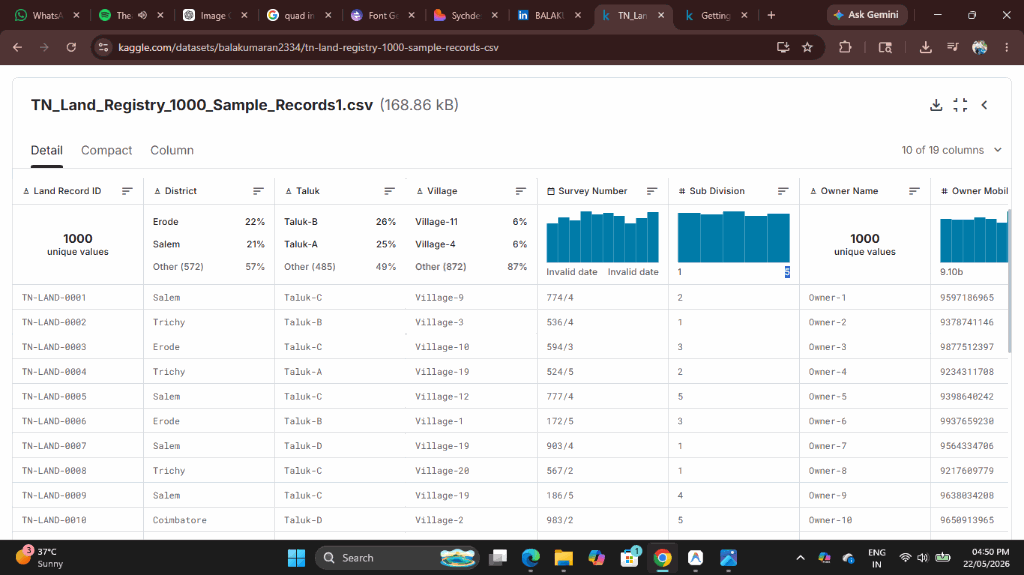 WhatsA
The
Image G
quad in
Font Go
Sychde
BALAKU
TN_Lan
Getting
Ask Gemini
kaggle.com/datasets/balakumaran2334/tn-land-registry-1000-sample-records-csv
TN_Land_Registry_1000_Sample_Records1.csv (168.86 kB)
Detail Compact Column 10 of 19 columns
Land Record ID District Taluk Village Survey Number # Sub Division Owner Name # Owner Mobil
1000
unique values
Erode 22%
Salem 21%
Other (572) 57%
Taluk-B 26%
Taluk-A 25%
Other (485) 49%
Village-11 6%
Village-4 6%
Other (872) 87%
Invalid date Invalid date
1 5
1000
unique values
9.10b
TN-LAND-0001 Salem Taluk-C Village-9 774/4 2 Owner-1 9597186965
TN-LAND-0002 Trichy Taluk-B Village-3 536/4 1 Owner-2 9378741146
TN-LAND-0003 Erode Taluk-C Village-10 594/3 3 Owner-3 9877512397
TN-LAND-0004 Trichy Taluk-A Village-19 524/5 2 Owner-4 9234311708
TN-LAND-0005 Salem Taluk-C Village-12 777/4 5 Owner-5 9398640242
TN-LAND-0006 Erode Taluk-B Village-1 172/5 3 Owner-6 9937659230
TN-LAND-0007 Salem Taluk-D Village-19 903/4 1 Owner-7 9564334706
TN-LAND-0008 Trichy Taluk-C Village-20 567/2 1 Owner-8 9217609779
TN-LAND-0009 Salem Taluk-C Village-19 186/5 4 Owner-9 9638034208
TN-LAND-0010 Coimbatore Taluk-D Village-2 983/2 5 Owner-10 9650913965
3
37°C
Sunny
Search
1
ENG
IN
04:50 PM
22/05/2026